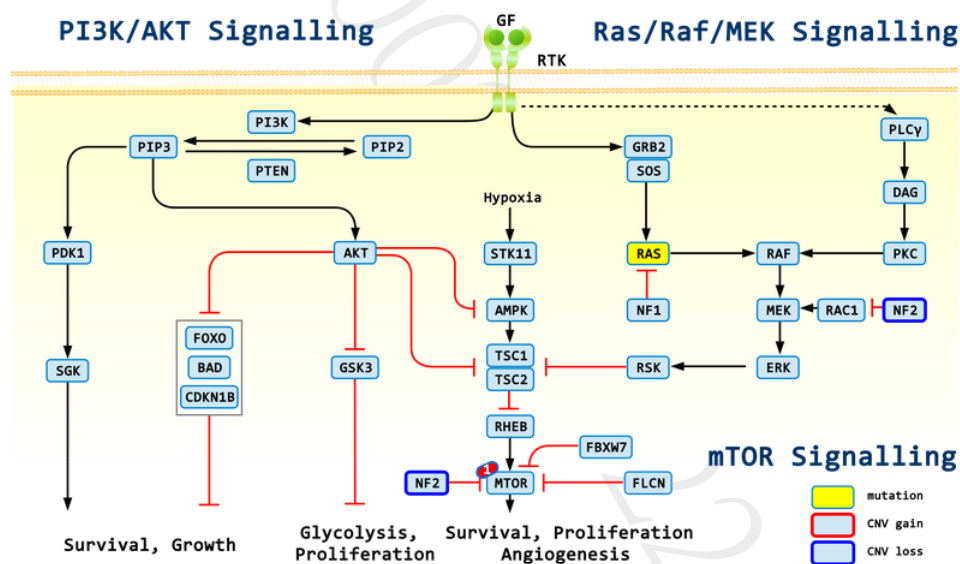 GF
PI3K/AKT Signalling
Ras/Raf/MEK Signalling
RTK
PI3K
PLCγ
PIP3
PIP2
GRB2
PTEN
SOS
DAG
Hypoxia
PDK1
AKT
STK11
RAS
RAF
PKC
AMPK
NF1
MEK
RAC1
NF2
FOXO
BAD
CDKN1B
TSC1
TSC2
SGK
GSK3
RSK
ERK
RHEB
FBXW7
mTOR Signalling
1
NF2
MTOR
FLCN
mutation
CNV gain
CNV loss
Survival, Growth
Glycolysis,
Proliferation
Survival, Proliferation
Angiogenesis